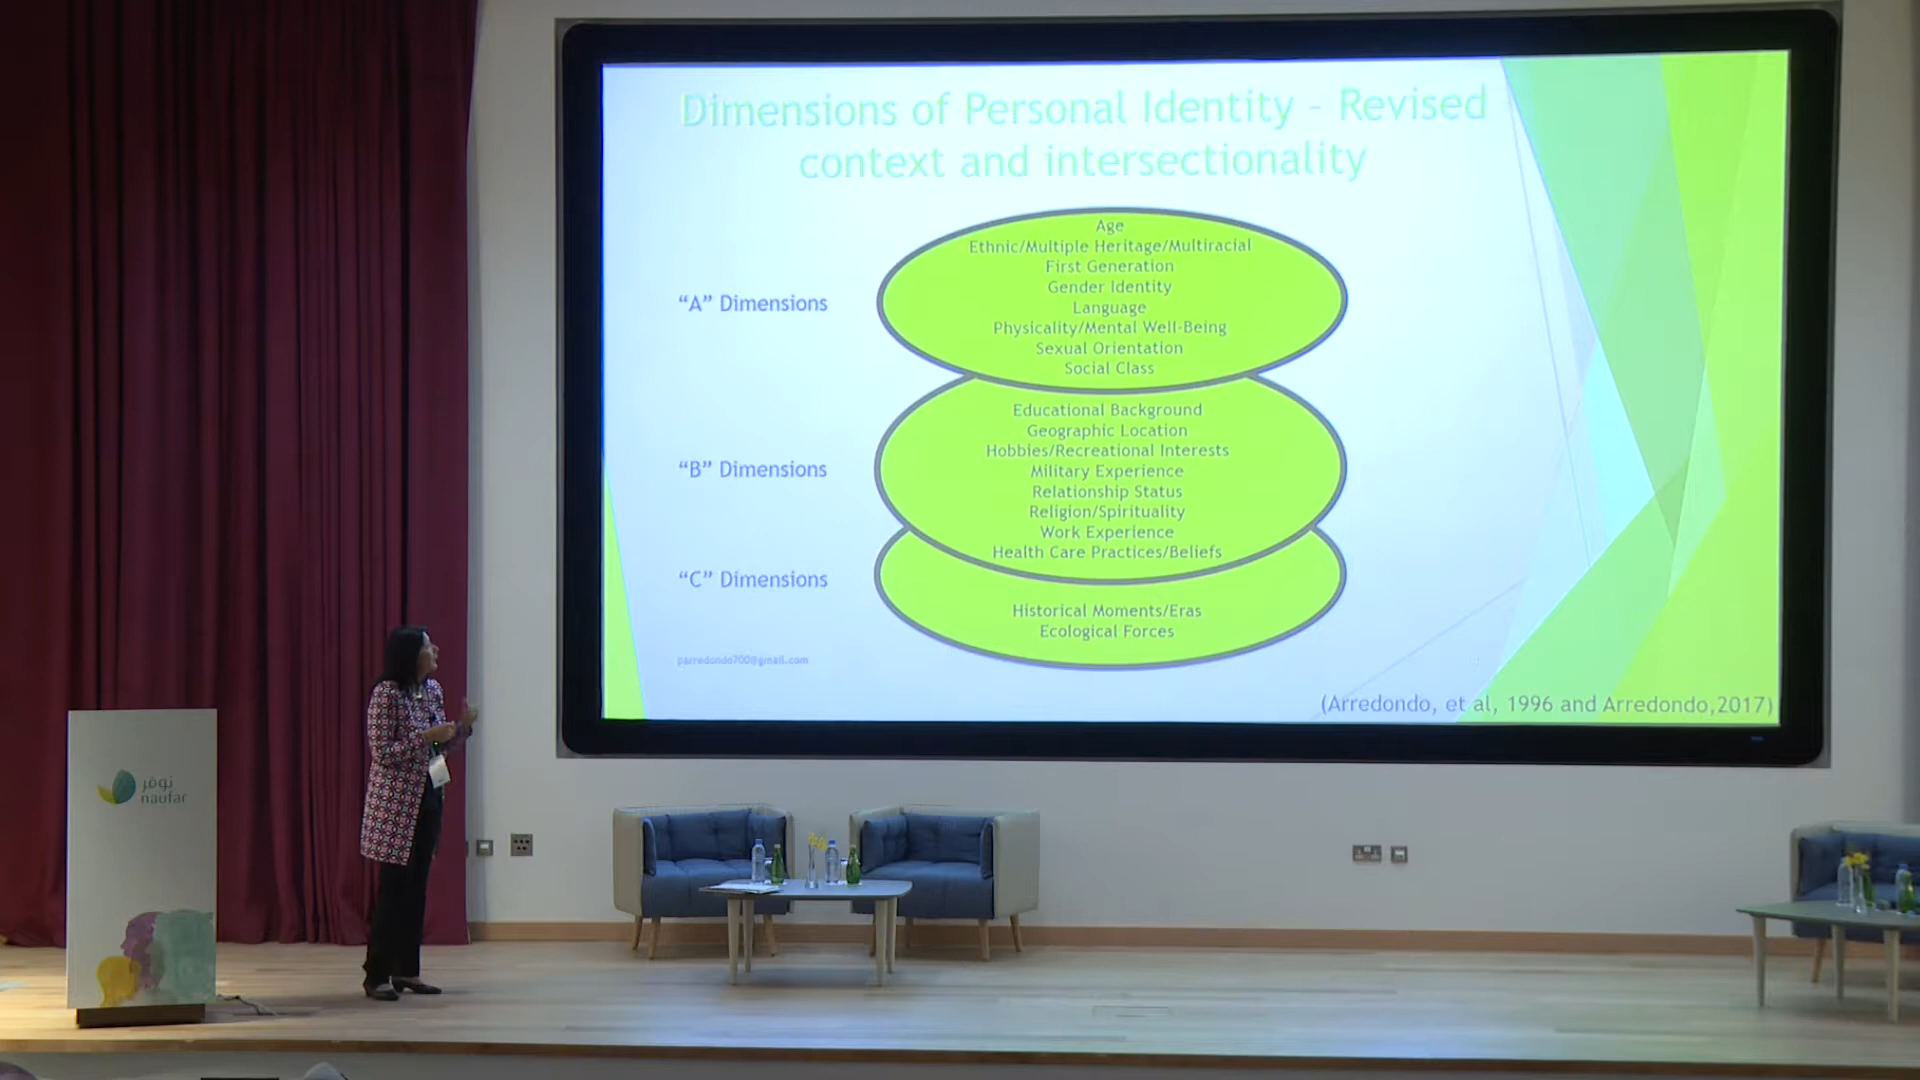 Dimensions of Personal Identity – Revised
context and intersectionality
“A” Dimensions
Age
Ethnic/Multiple Heritage/Multiracial
First Generation
Gender Identity
Language
Physicality/Mental Well-Being
Sexual Orientation
Social Class
“B” Dimensions
Educational Background
Geographic Location
Hobbies/Recreational Interests
Military Experience
Relationship Status
Religion/Spirituality
Work Experience
Health Care Practices/Beliefs
“C” Dimensions
Historical Moments/Eras
Ecological Forces
parredondo700@gmail.com
(Arredondo, et al, 1996 and Arredondo,2017)
نوفر
naufar